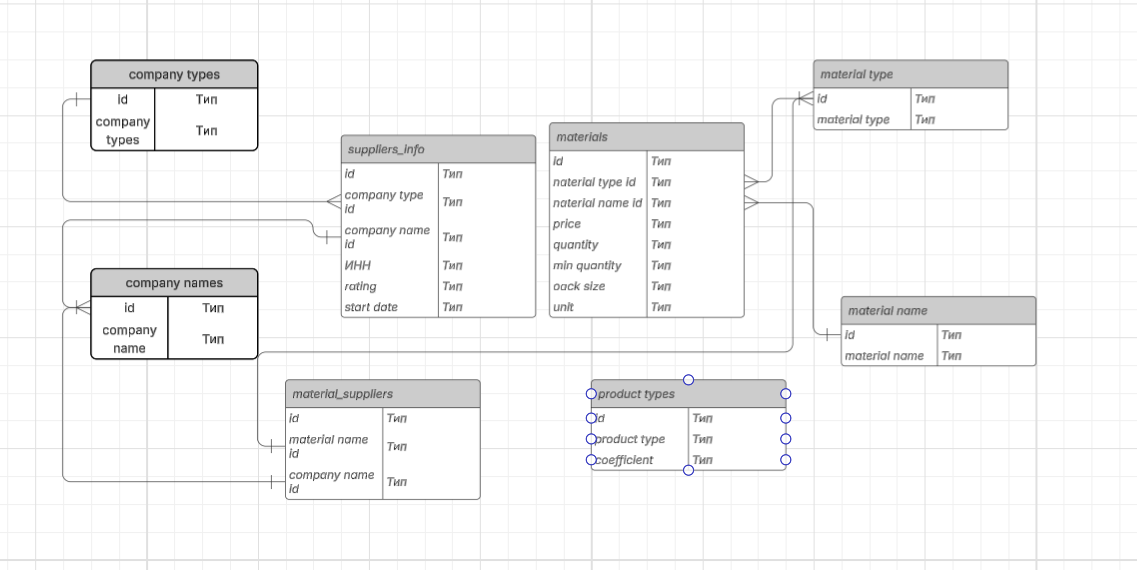 company types
id Тип
company types Тип
suppliers_info
id Тип
company type id Тип
company name id Тип
ИНН Тип
rating Тип
start date Тип
materials
id Тип
naterial type id Тип
naterial name id Тип
price Тип
quantity Тип
min quantity Тип
oack size Тип
unit Тип
material type
id Тип
material type Тип
company names
id Тип
company name Тип
material name
id Тип
material name Тип
material_suppliers
id Тип
material name id Тип
company name id Тип
product types
id Тип
product type Тип
coefficient Тип